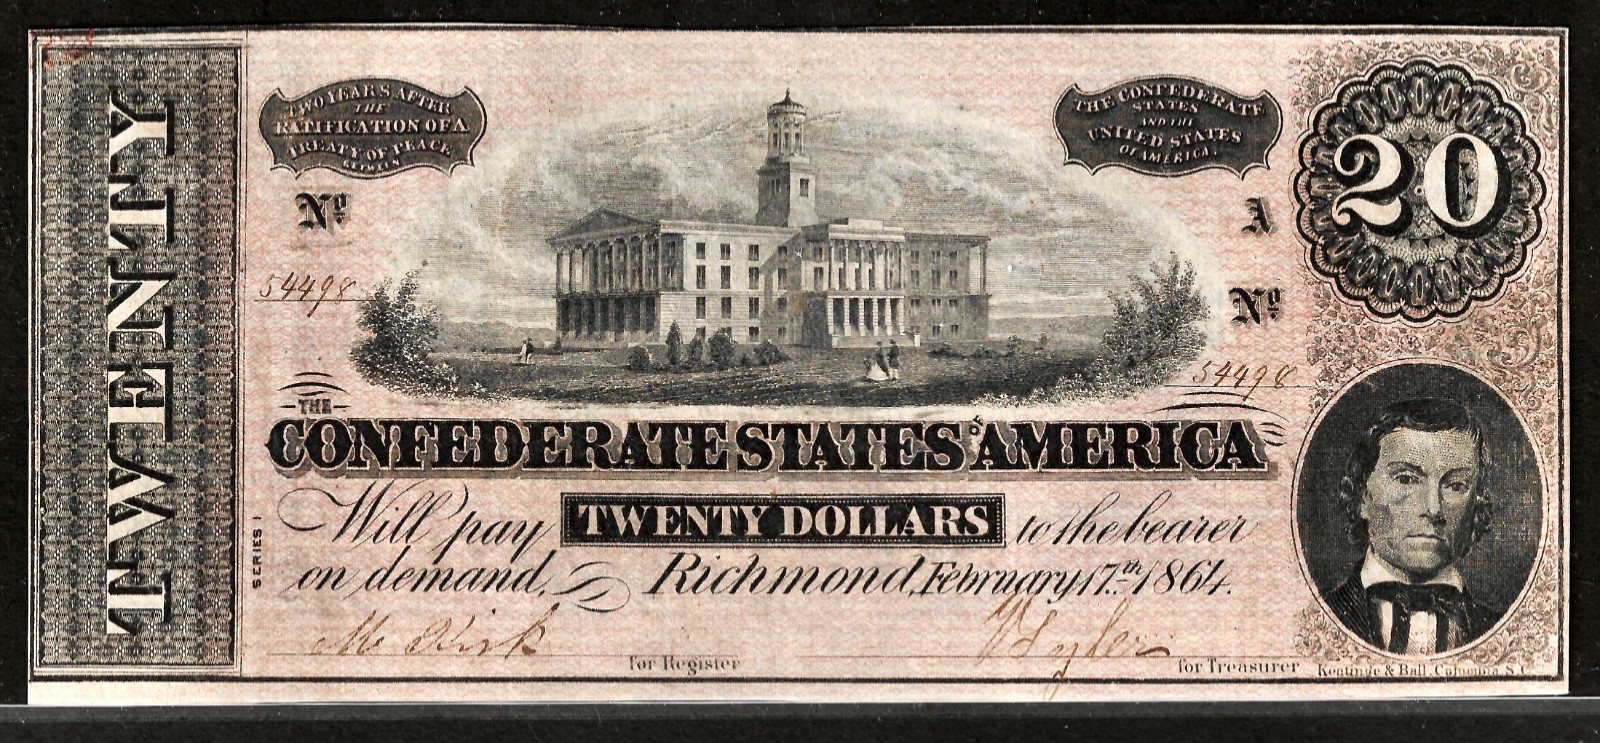 TWENTY
TWO YEARS AFTER
THE
RATIFICATION OF A
TREATY OF PEACE
BETWEEN
THE CONFEDERATE
STATES
AND THE
UNITED STATES
OF AMERICA.
20
No
A
54498
No
54498
THE
CONFEDERATE STATES OF AMERICA
SERIES 1
Will pay TWENTY DOLLARS to the bearer
on demand, Richmond, February 17th 1864.
For Register
For Treasurer
Keatinge & Ball, Columbia, S.C.